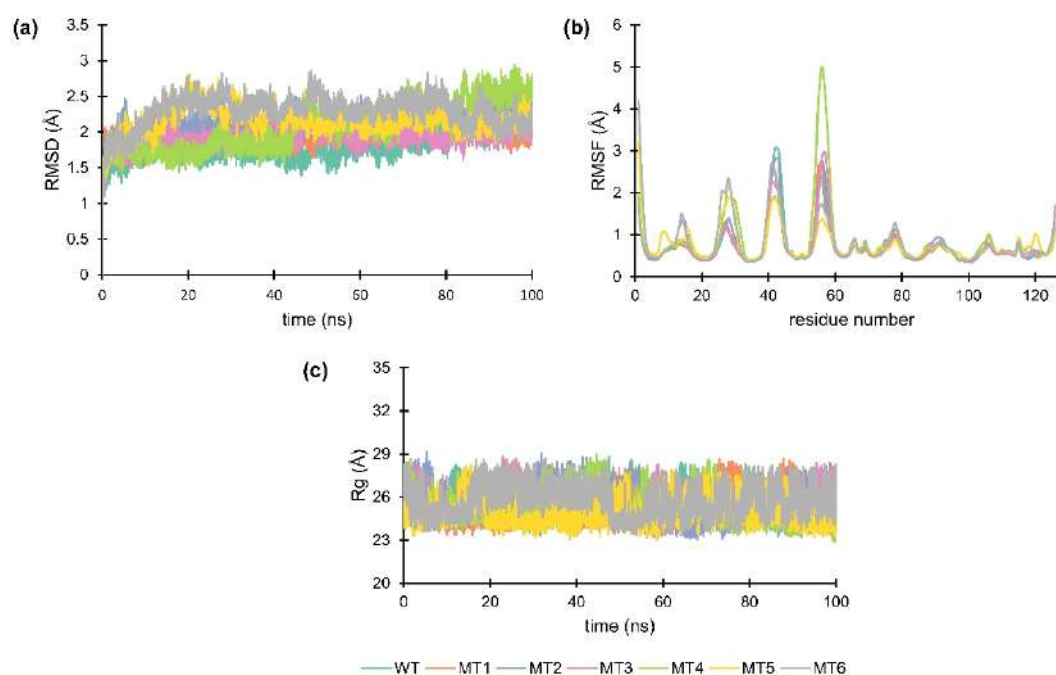 (a)
3.5
3
2.5
2
1.5
1
0.5
0
RMSD (Å)
0 20 40 60 80 100
time (ns)
(b)
6
5
4
3
2
1
0
RMSF (Å)
0 20 40 60 80 100 120
residue number
(c)
35
32
29
26
23
20
Rg (Å)
0 20 40 60 80 100
time (ns)
WT MT1 MT2 MT3 MT4 MT5 MT6